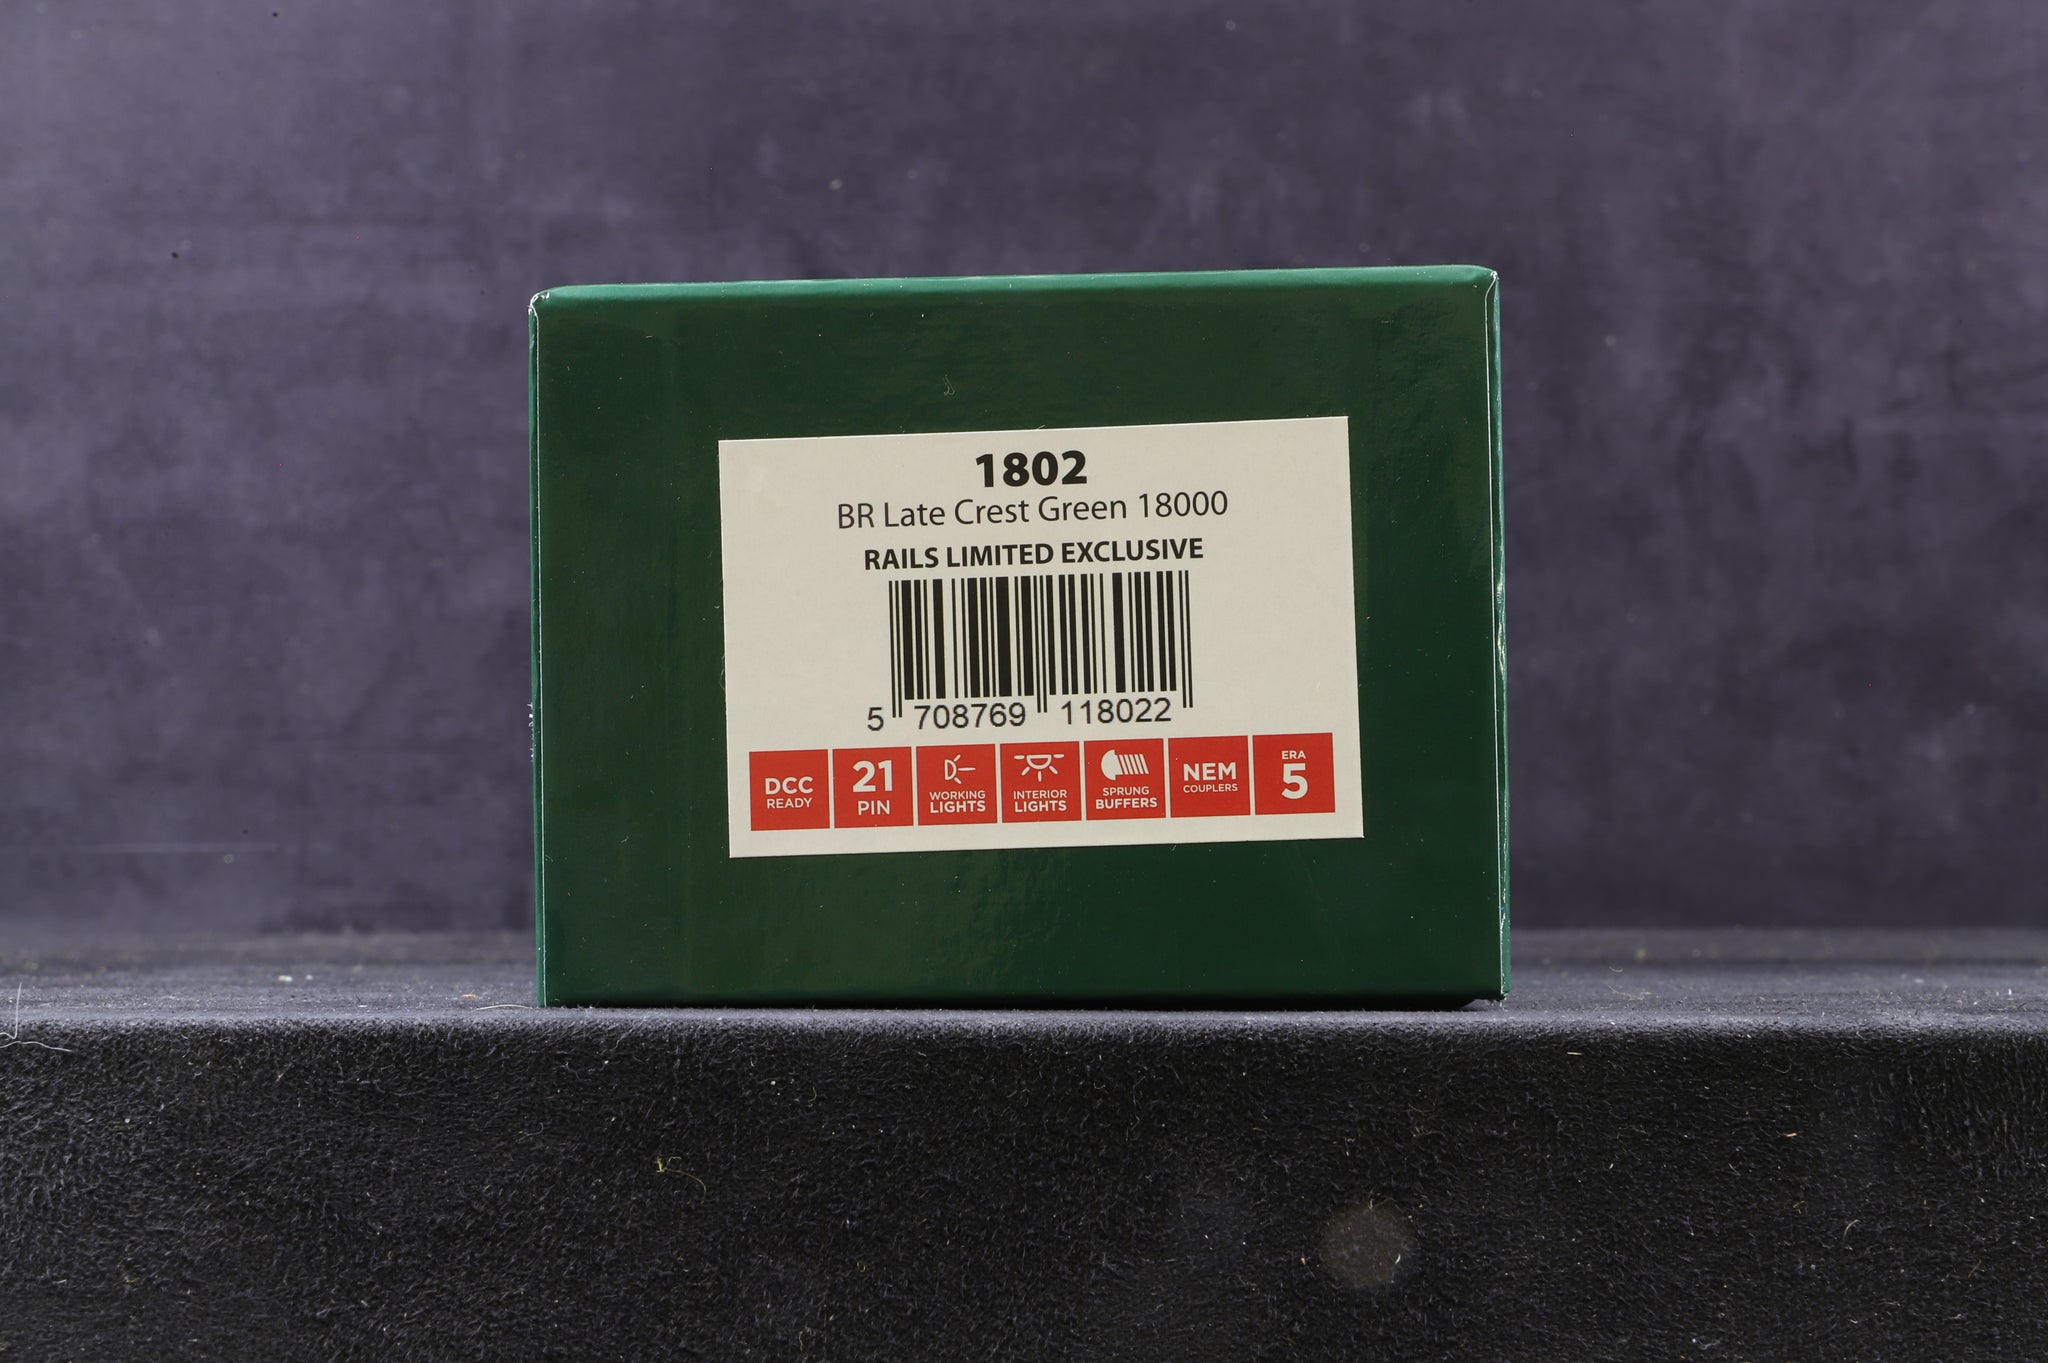 1802
BR Late Crest Green 18000
RAILS LIMITED EXCLUSIVE
5 708769 118022
DCC
READY
21
PIN
WORKING
LIGHTS
INTERIOR
LIGHTS
SPRUNG
BUFFERS
NEM
COUPLERS
ERA
5